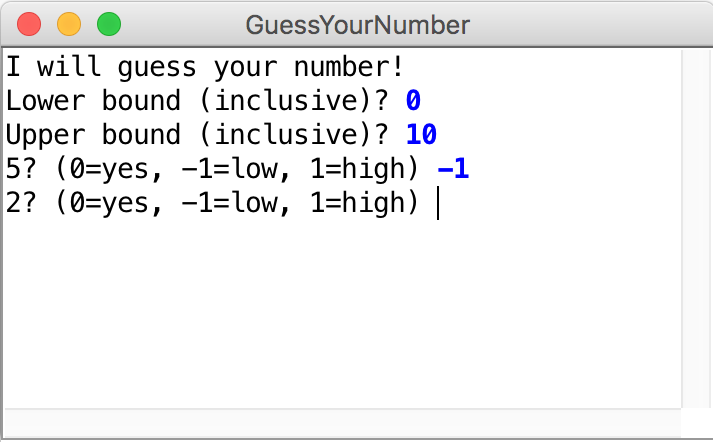 GuessYourNumber
I will guess your number!
Lower bound (inclusive)? 0
Upper bound (inclusive)? 10
5? (0=yes, -1=low, 1=high) -1
2? (0=yes, -1=low, 1=high)